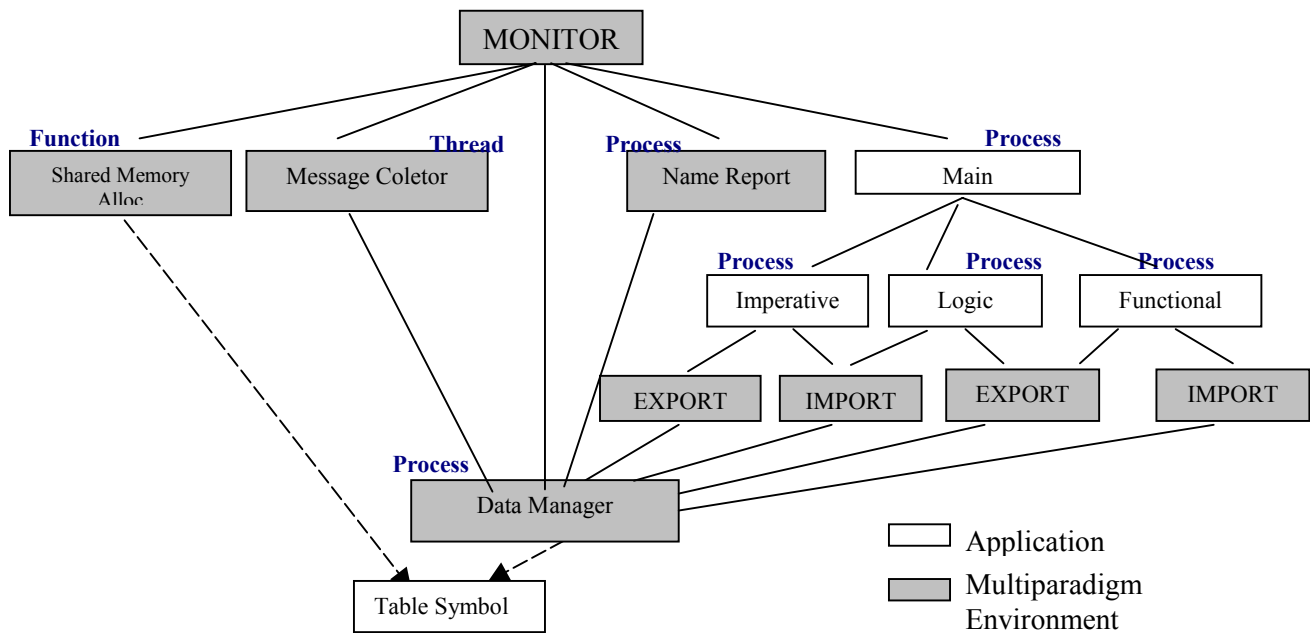 MONITOR
Function
Thread
Process
Process
Shared Memory
Alloc
Message Coletor
Name Report
Main
Process
Process
Process
Imperative
Logic
Functional
EXPORT
IMPORT
EXPORT
IMPORT
Process
Data Manager
Table Symbol
Application
Multiparadigm
Environment